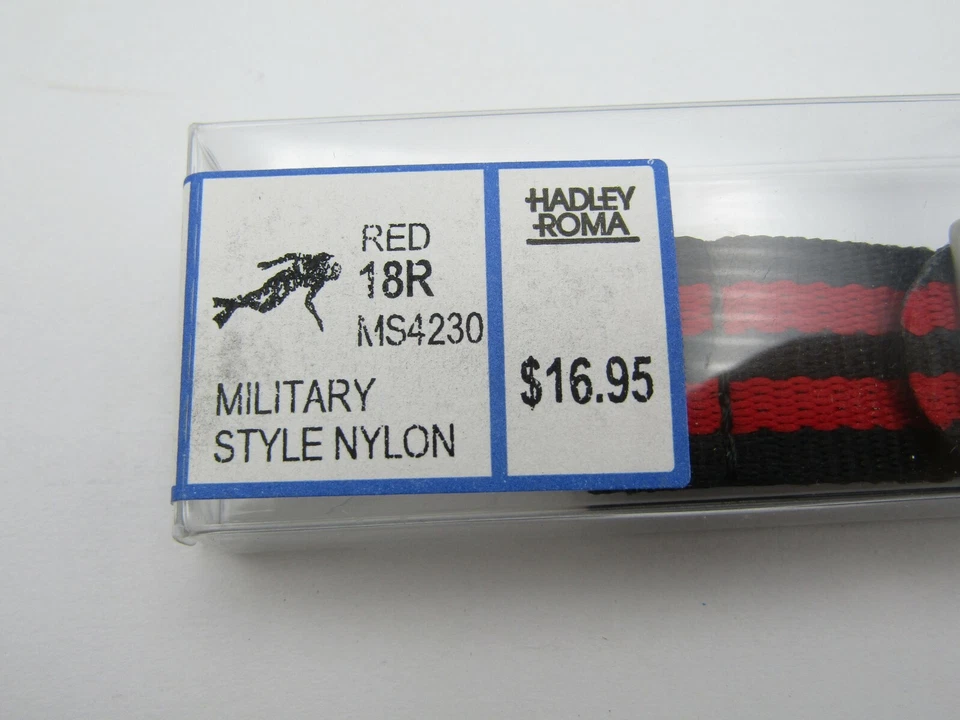 RED
18R
MS4230
MILITARY
STYLE NYLON
HADLEY
ROMA
$16.95